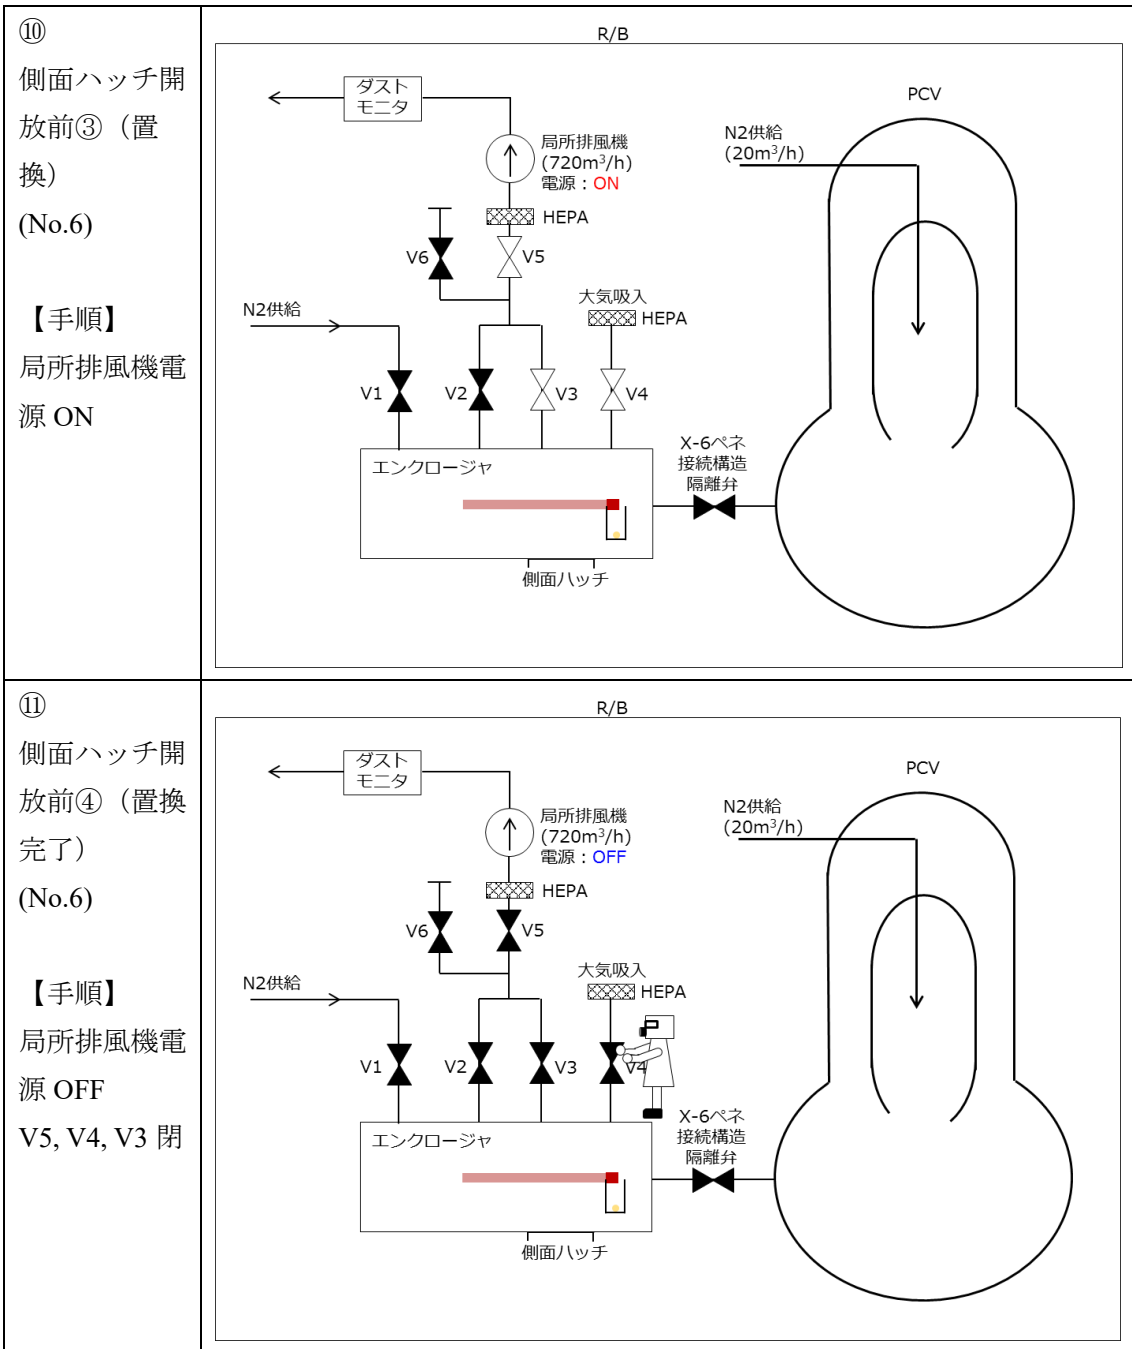 ⑩
側面ハッチ開
放前③（置
換）
(No.6)
【手順】
局所排風機電
源 ON
R/B
ダスト
モニタ
局所排風機
(720m³/h)
電源：ON
HEPA
V6
V5
N2供給
大気吸入
HEPA
V1
V2
V3
V4
エンクロージャ
側面ハッチ
X-6ペネ
接続構造
隔離弁
PCV
N2供給
(20m³/h)
⑪
側面ハッチ開
放前④（置換
完了）
(No.6)
【手順】
局所排風機電
源 OFF
V5, V4, V3 閉
R/B
ダスト
モニタ
局所排風機
(720m³/h)
電源：OFF
HEPA
V6
V5
N2供給
大気吸入
HEPA
V1
V2
V3
V4
エンクロージャ
側面ハッチ
X-6ペネ
接続構造
隔離弁
PCV
N2供給
(20m³/h)